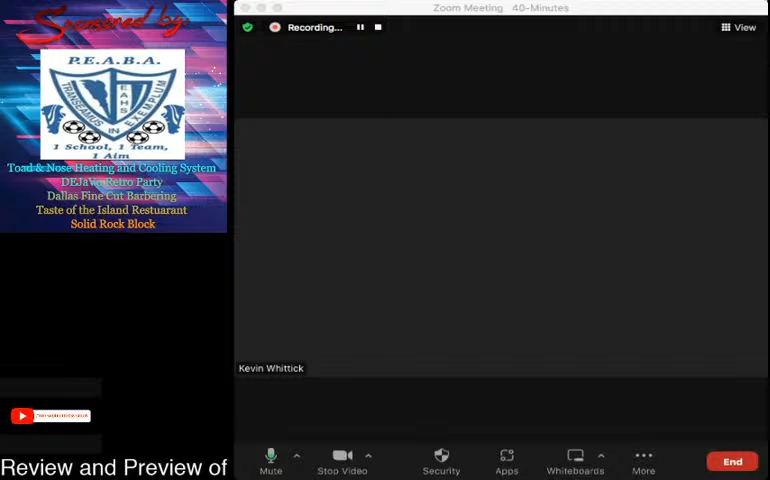 Sponsored by:
P.E.A.B.A.
TRANSEAMUS IN EXEMPLUM
EAHS
1 School, 1 Team,
1 Aim
Toad & Nose Heating and Cooling System
DEJaVo Retro Party
Dallas Fine Cut Barbering
Taste of the Island Restuarant
Solid Rock Block
Review and Preview of
Zoom Meeting 40-Minutes
Recording...
View
Kevin Whittick
Mute
Stop Video
Security
Apps
Whiteboards
More
End